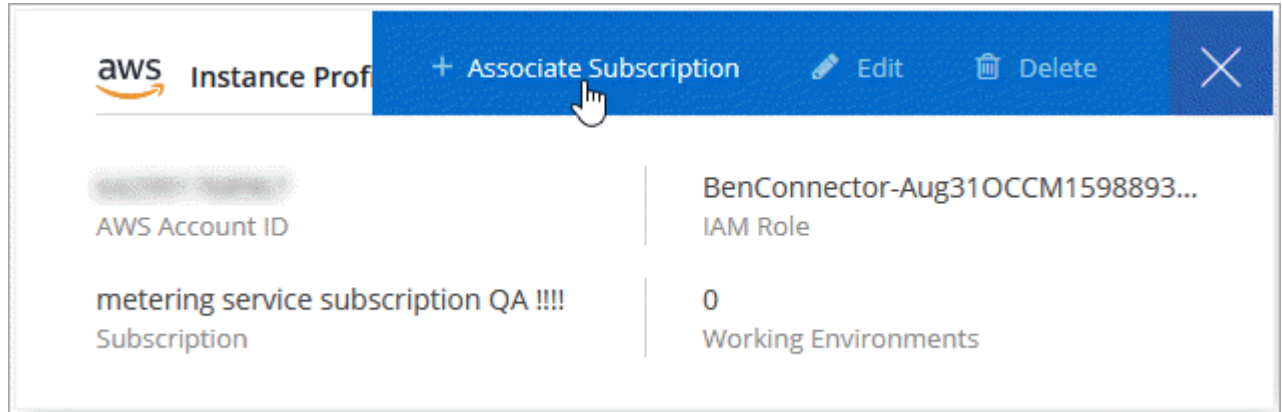 aws Instance Prof + Associate Subscription Edit Delete
BenConnector-Aug31OCCM1598893...
AWS Account ID IAM Role
metering service subscription QA !!!! 0
Subscription Working Environments